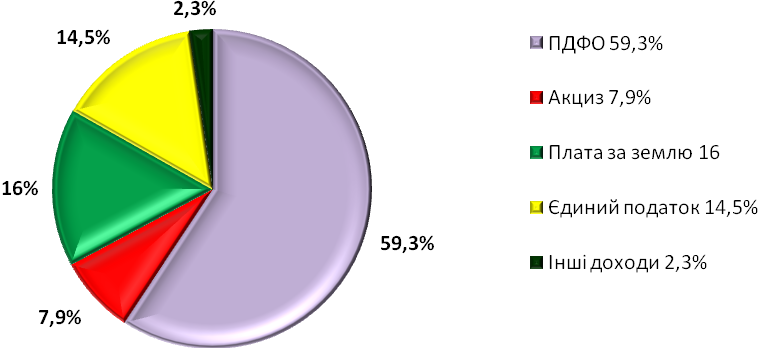 2,3%
14,5%
16%
7,9%
59,3%
ПДФО 59,3%
Акциз 7,9%
Плата за землю 16
Єдиний податок 14,5%
Інші доходи 2,3%